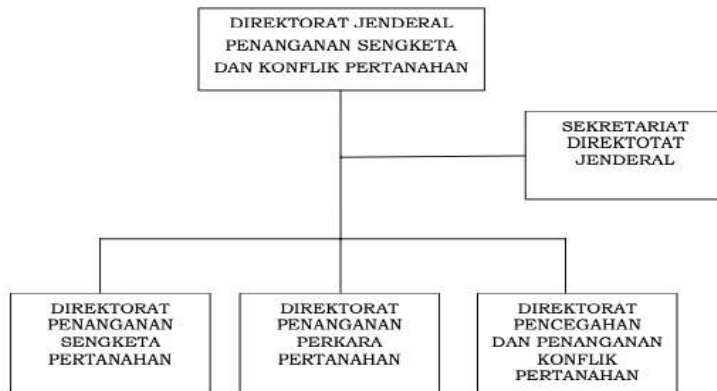 DIREKTORAT JENDERAL
PENANGANAN SENGKETA
DAN KONFLIK PERTANAHAN
SEKRETARIAT
DIREKTOTAT
JENDERAL
DIREKTORAT
PENANGANAN
SENGKETA
PERTANAHAN
DIREKTORAT
PENANGANAN
PERKARA
PERTANAHAN
DIREKTORAT
PENCEGAHAN
DAN PENANGANAN
KONFLIK
PERTANAHAN